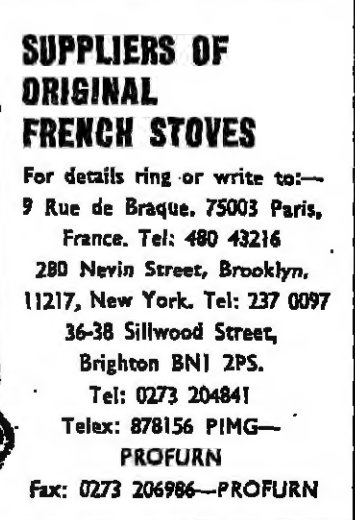 SUPPLIERS OF
ORIGINAL
FRENCH STOVES
For details ring or write to:—
9 Rue de Braque. 75003 Paris,
France. Tel: 480 43216
280 Nevin Street, Brooklyn,
11217, New York. Tel: 237 0097
36-38 Sillwood Street,
Brighton BN1 2PS.
Tel: 0273 204841
Telex: 878156 PIMG—
PROFURN
Fax: 0273 206986—PROFURN